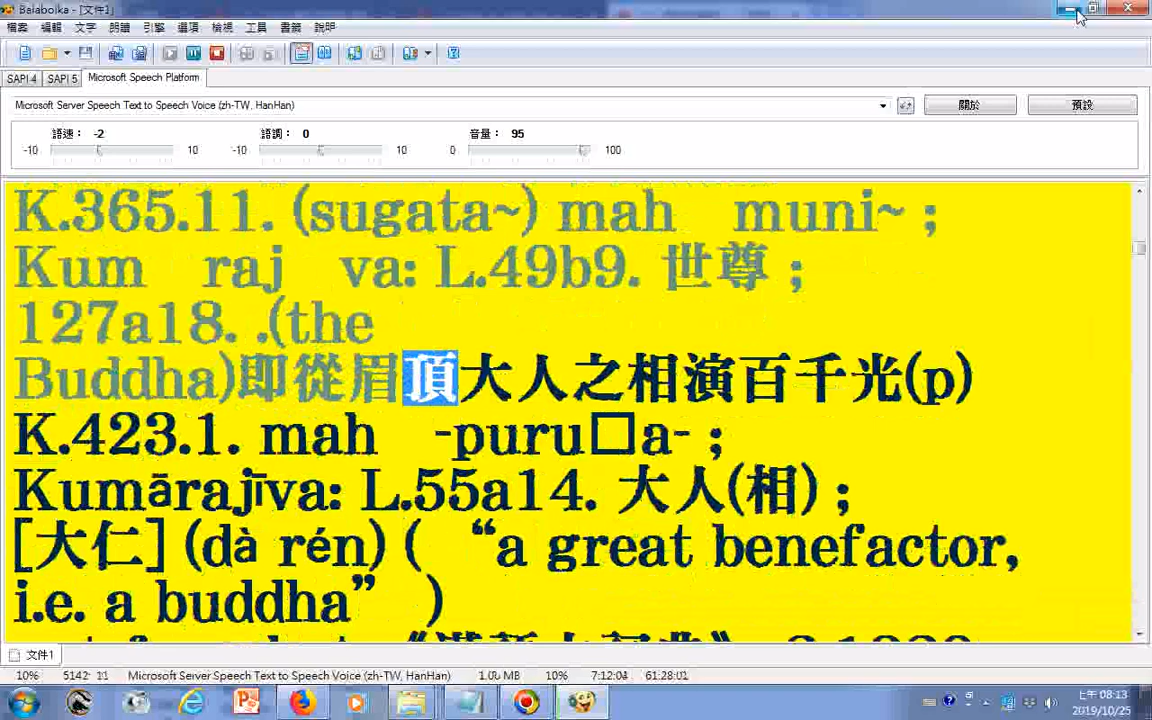 Balabolka - [文件1]
檔案 編輯 文字 朗讀 引擎 選項 檢視 工具 書籤 說明
SAPI 4 SAPI 5 Microsoft Speech Platform
Microsoft Server Speech Text to Speech Voice (zh-TW, HanHan) 關於 預設
語速： -2 語調： 0 音量： 95
-10 10 -10 10 0 100
K.365.11. (sugata~) mah muni~ ;
Kum raj va: L.49b9. 世尊 ;
127a18. .(the
Buddha)即從眉頂大人之相演百千光(p)
K.423.1. mah -puru□a- ;
Kumārajīva: L.55a14. 大人(相) ;
[大仁] (dà rén) ( “a great benefactor,
i.e. a buddha” )
文件1
10% 5142: 11 Microsoft Server Speech Text to Speech Voice (zh-TW, HanHan) 1.00 MB 10% 7:12:04 61:28:01
上午 08:13
2019/10/25